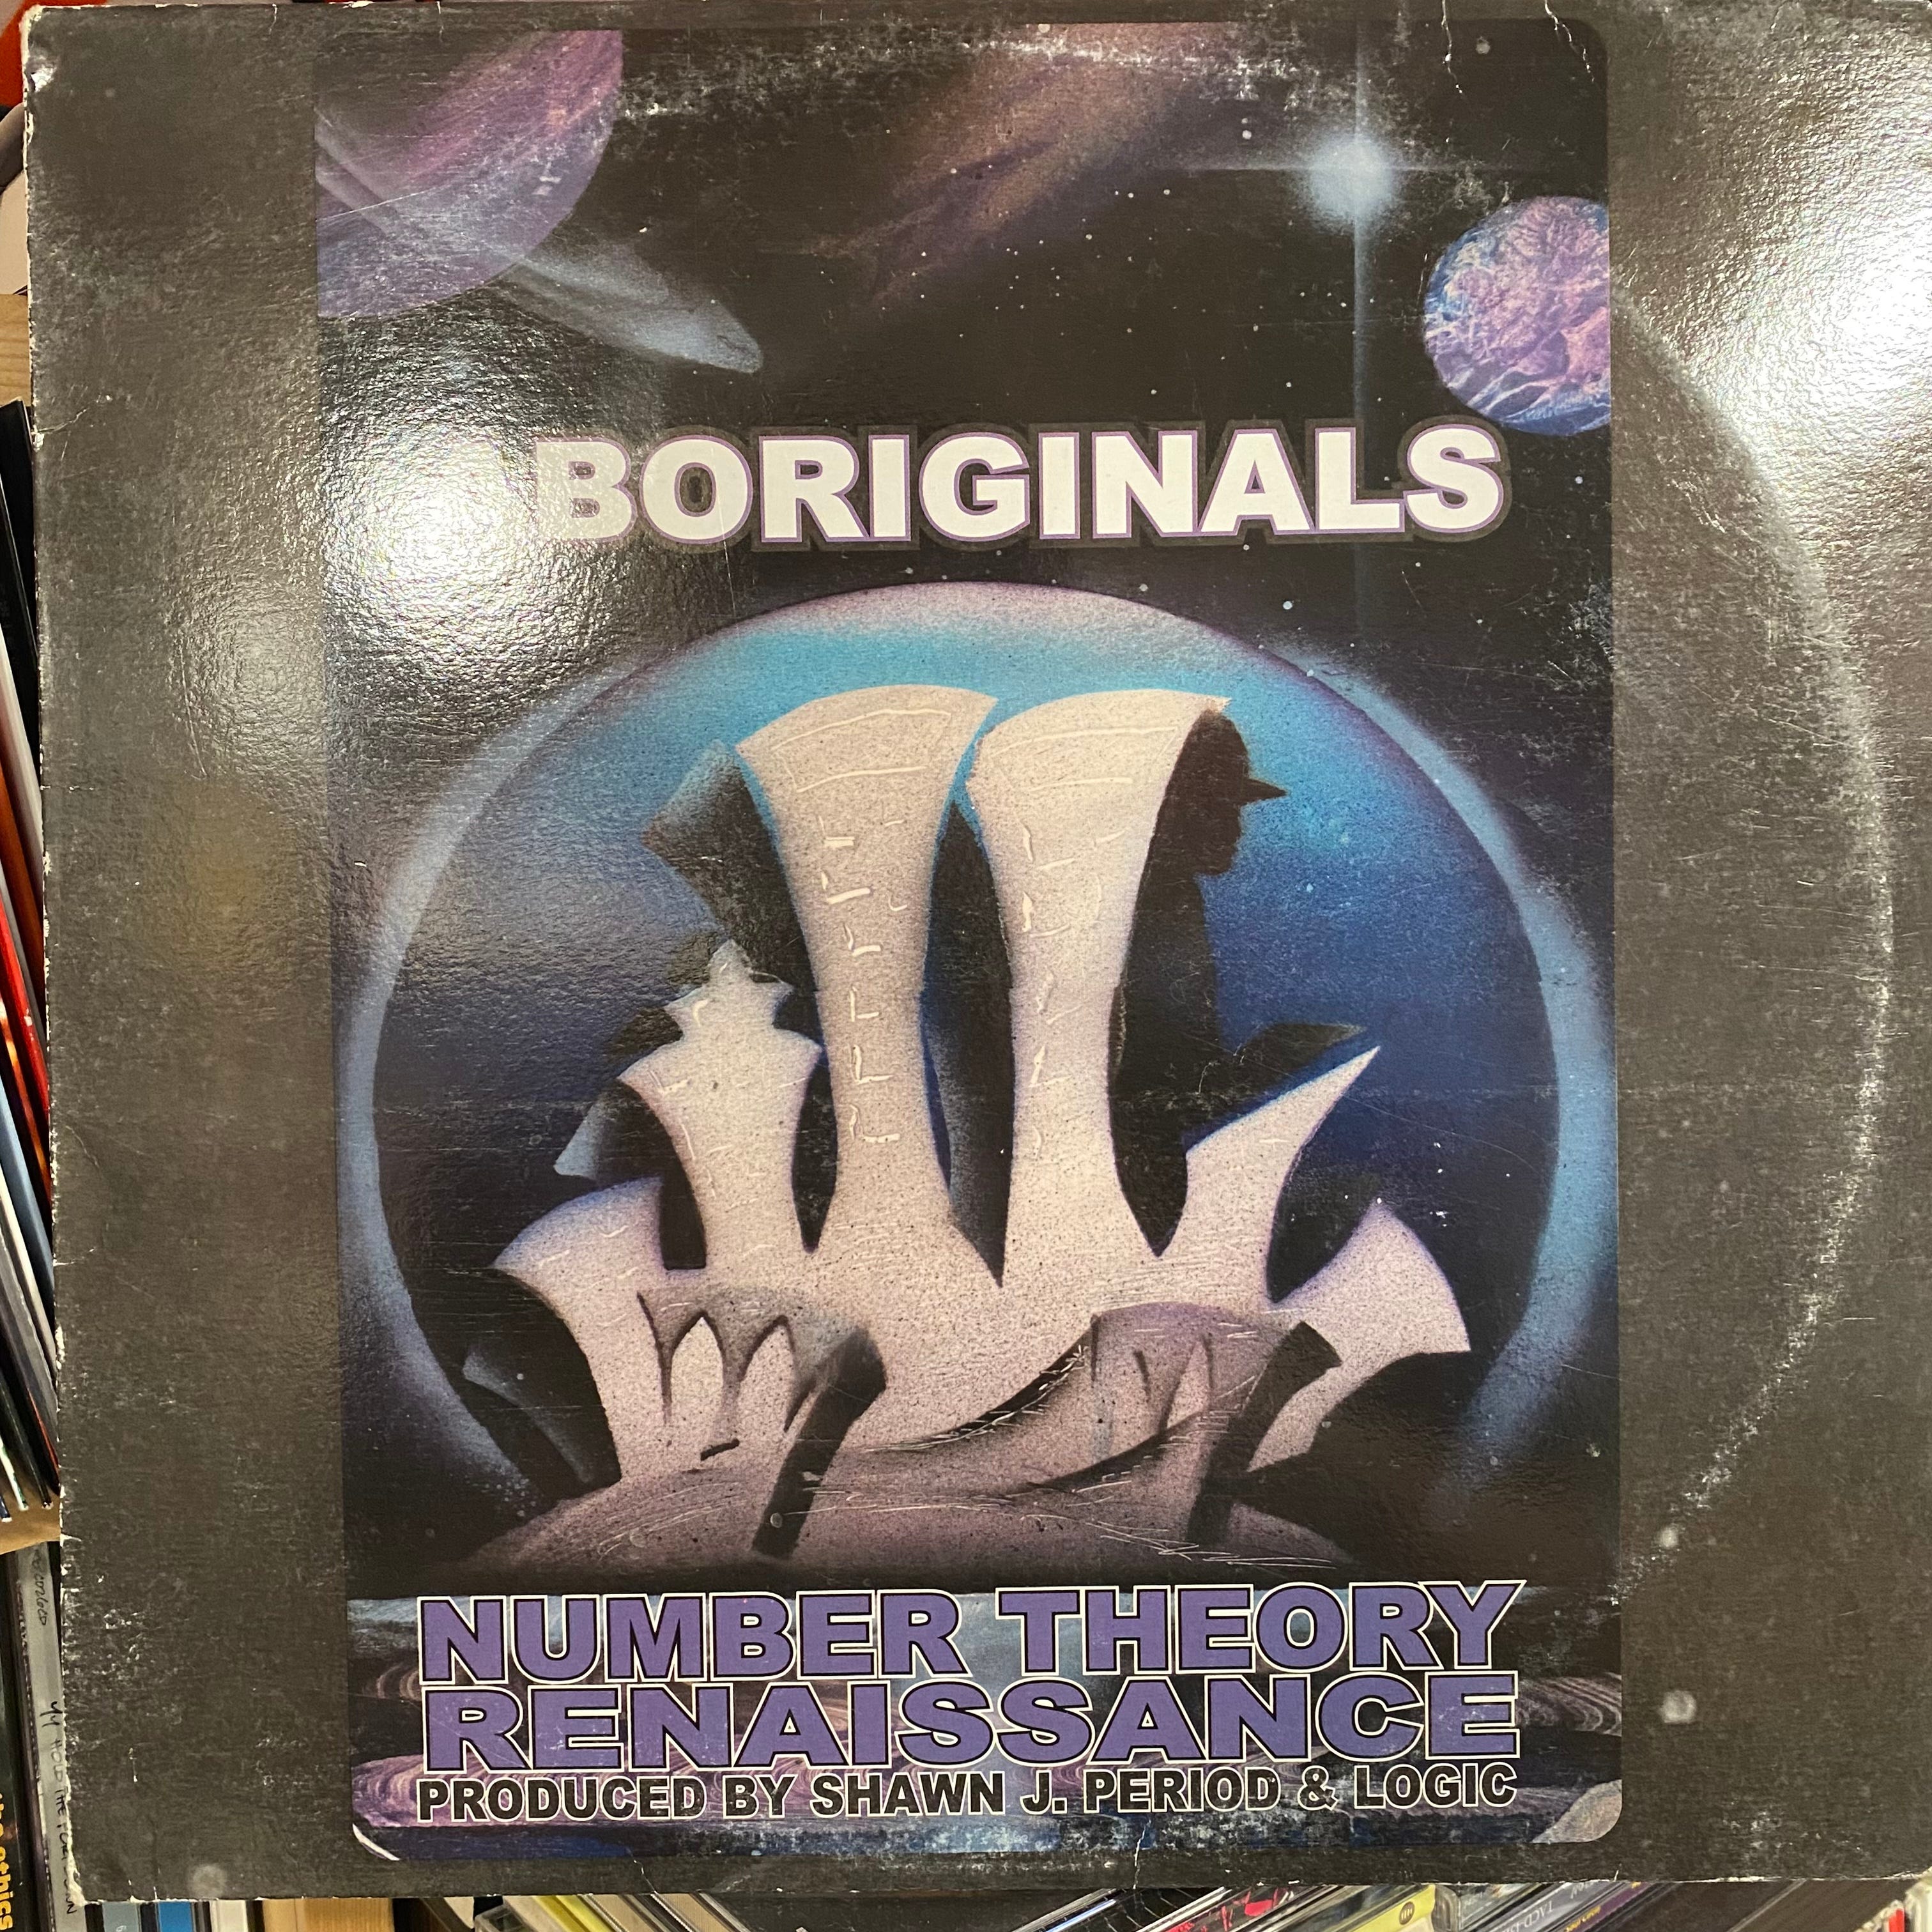 BORIGINALS
NUMBER THEORY
RENAISSANCE
PRODUCED BY SHAWN J. PERIOD & LOGIC